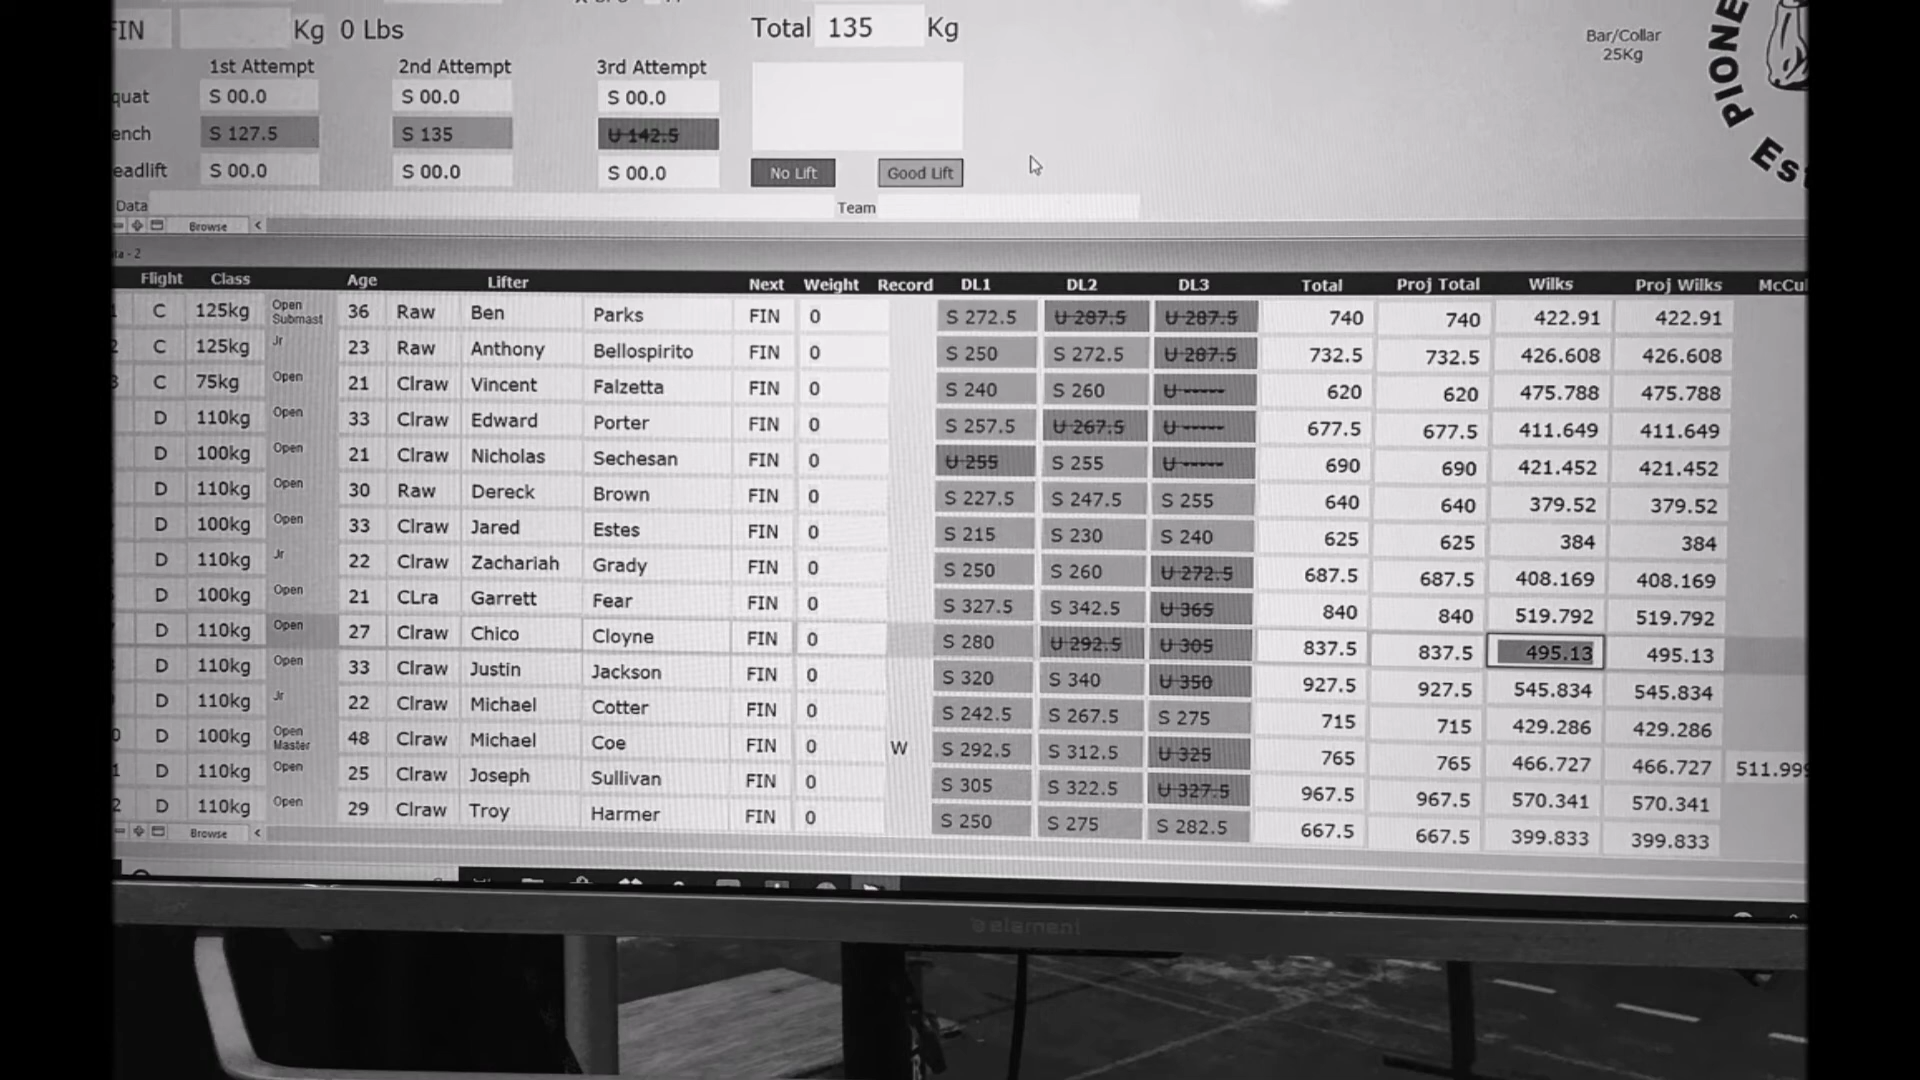 FIN Kg 0 Lbs Total 135 Kg
Bar/Collar
25Kg
PIONE
Est
1st Attempt 2nd Attempt 3rd Attempt
quat S 00.0 S 00.0 S 00.0
ench S 127.5 S 135 U 142.5
eadlift S 00.0 S 00.0 S 00.0
No Lift Good Lift
Data Team
Browse <
ta - 2
Flight Class Age Lifter Next Weight Record DL1 DL2 DL3 Total Proj Total Wilks Proj Wilks McCul
1 C 125kg Open Submast 36 Raw Ben Parks FIN 0 S 272.5 U 287.5 U 287.5 740 740 422.91 422.91
2 C 125kg Jr 23 Raw Anthony Bellospirito FIN 0 S 250 S 272.5 U 287.5 732.5 732.5 426.608 426.608
3 C 75kg Open 21 Clraw Vincent Falzetta FIN 0 S 240 S 260 U ----- 620 620 475.788 475.788
D 110kg Open 33 Clraw Edward Porter FIN 0 S 257.5 U 267.5 U ----- 677.5 677.5 411.649 411.649
D 100kg Open 21 Clraw Nicholas Sechesan FIN 0 U 255 S 255 U ----- 690 690 421.452 421.452
D 110kg Open 30 Raw Dereck Brown FIN 0 S 227.5 S 247.5 S 255 640 640 379.52 379.52
D 100kg Open 33 Clraw Jared Estes FIN 0 S 215 S 230 S 240 625 625 384 384
D 110kg Jr 22 Clraw Zachariah Grady FIN 0 S 250 S 260 U 272.5 687.5 687.5 408.169 408.169
D 100kg Open 21 CLra Garrett Fear FIN 0 S 327.5 S 342.5 U 365 840 840 519.792 519.792
D 110kg Open 27 Clraw Chico Cloyne FIN 0 S 280 U 292.5 U 305 837.5 837.5 495.13 495.13
D 110kg Open 33 Clraw Justin Jackson FIN 0 S 320 S 340 U 350 927.5 927.5 545.834 545.834
D 110kg Jr 22 Clraw Michael Cotter FIN 0 S 242.5 S 267.5 S 275 715 715 429.286 429.286
0 D 100kg Open Master 48 Clraw Michael Coe FIN 0 W S 292.5 S 312.5 U 325 765 765 466.727 466.727 511.999
1 D 110kg Open 25 Clraw Joseph Sullivan FIN 0 S 305 S 322.5 U 327.5 967.5 967.5 570.341 570.341
2 D 110kg Open 29 Clraw Troy Harmer FIN 0 S 250 S 275 S 282.5 667.5 667.5 399.833 399.833
Browse <
element